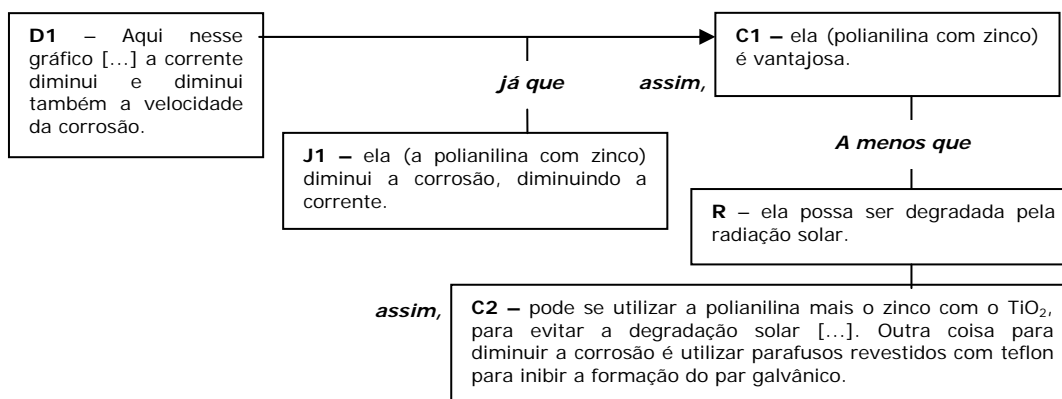 D1 – Aqui nesse
gráfico [...] a corrente
diminui e diminui
também a velocidade
da corrosão.
já que
assim,
C1 – ela (polianilina com zinco)
é vantajosa.
J1 – ela (a polianilina com zinco)
diminui a corrosão, diminuindo a
corrente.
A menos que
R – ela possa ser degradada pela
radiação solar.
assim,
C2 – pode se utilizar a polianilina mais o zinco com o TiO₂,
para evitar a degradação solar [...]. Outra coisa para
diminuir a corrosão é utilizar parafusos revestidos com teflon
para inibir a formação do par galvânico.